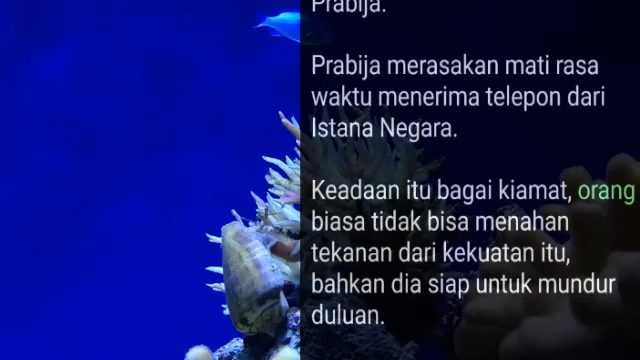 Prabija.
Prabija merasakan mati rasa
waktu menerima telepon dari
Istana Negara.
Keadaan itu bagai kiamat, orang
biasa tidak bisa menahan
tekanan dari kekuatan itu,
bahkan dia siap untuk mundur
duluan.